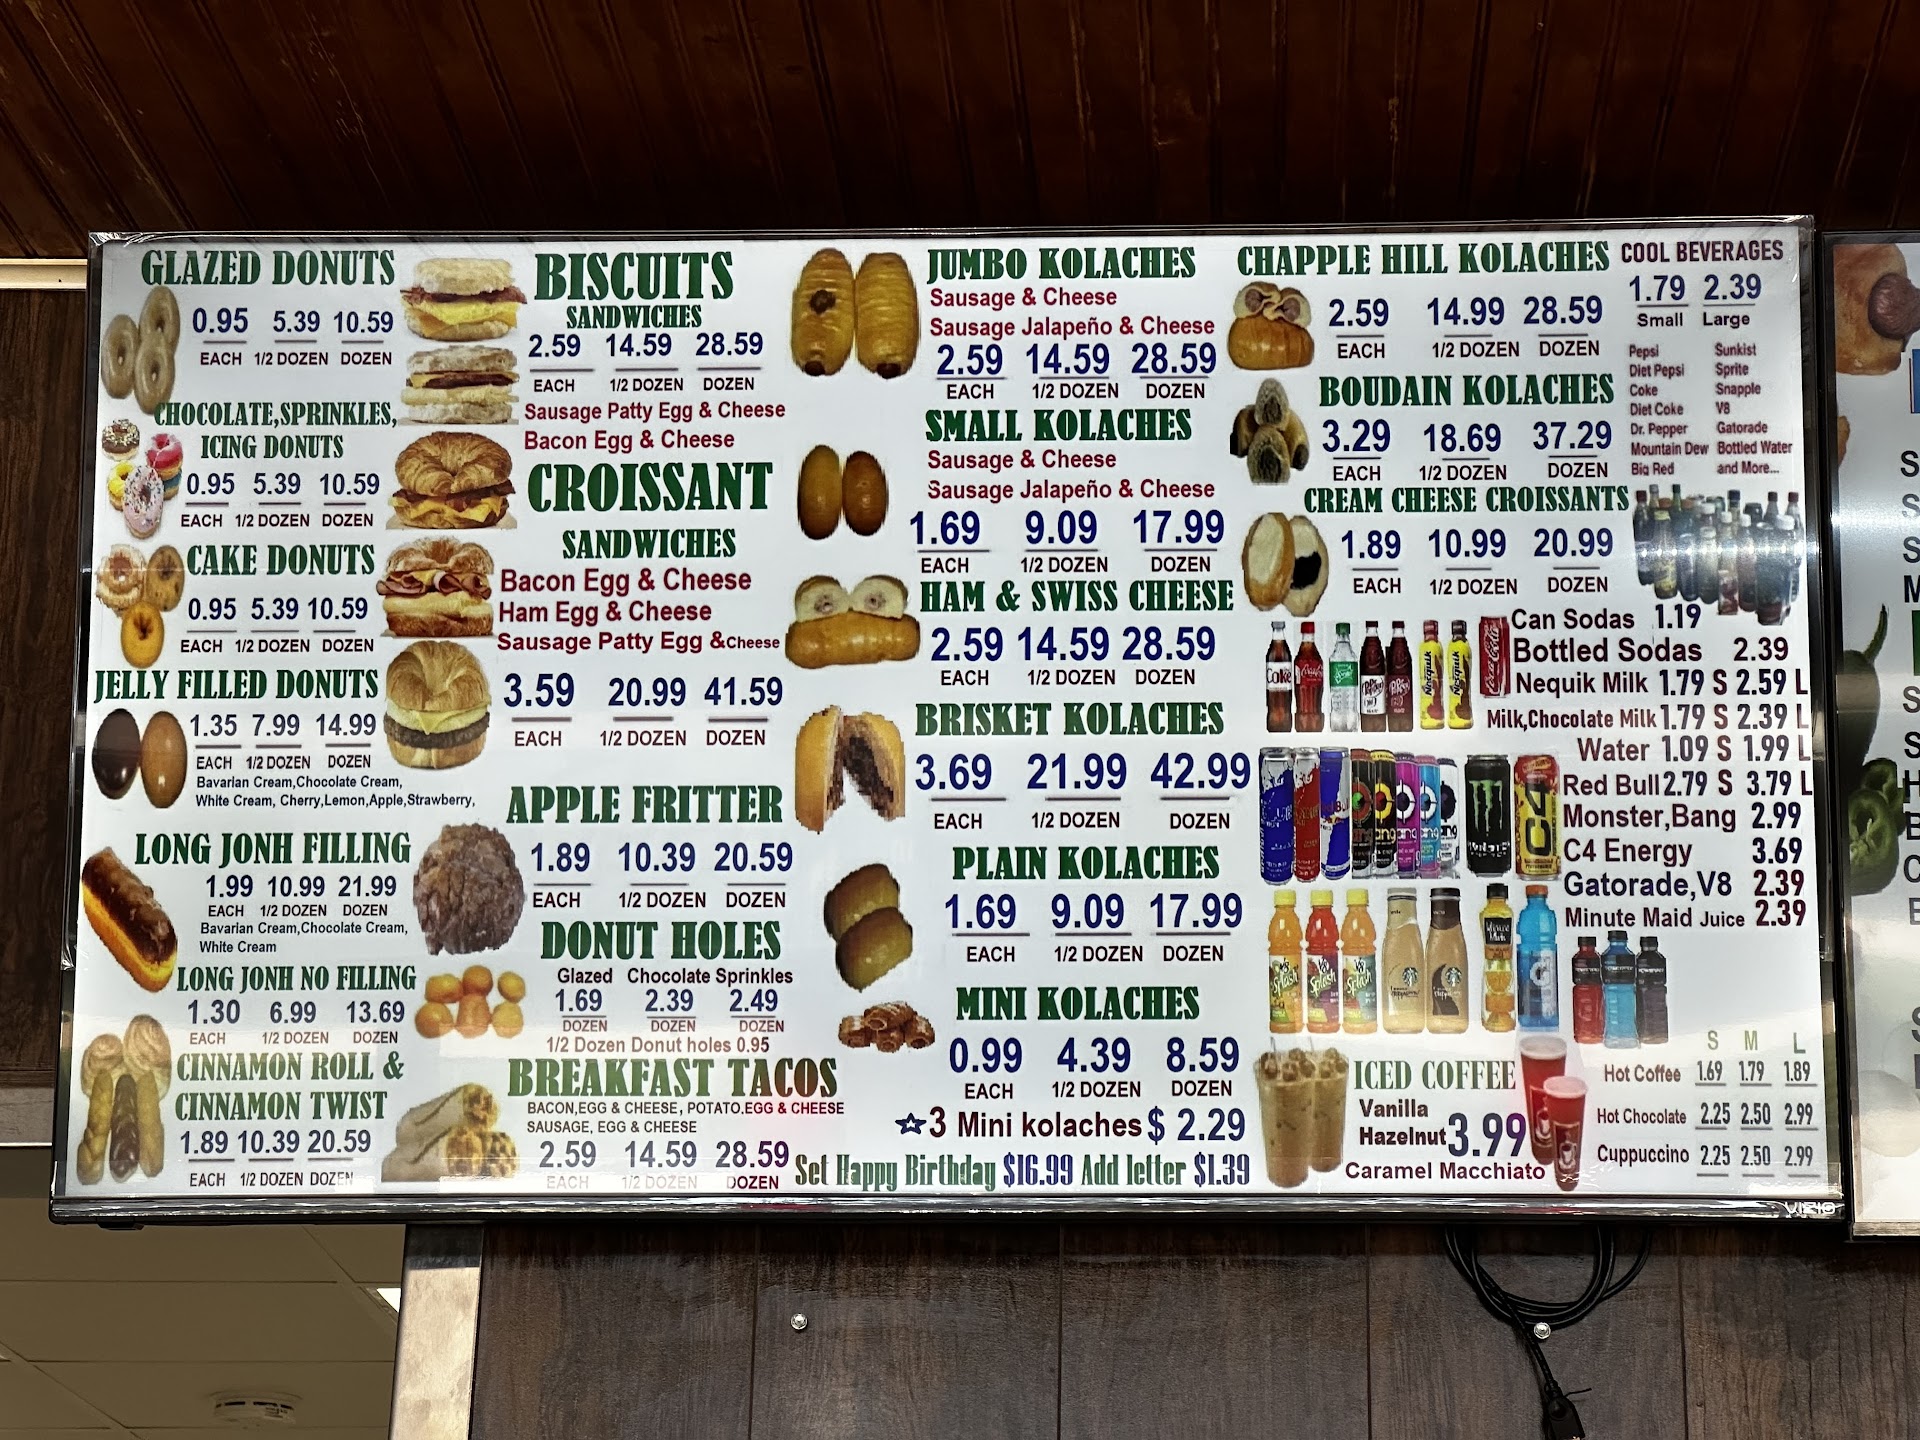 GLAZED DONUTS
0.95 5.39 10.59
EACH 1/2 DOZEN DOZEN
CHOCOLATE,SPRINKLES,
ICING DONUTS
0.95 5.39 10.59
EACH 1/2 DOZEN DOZEN
CAKE DONUTS
0.95 5.39 10.59
EACH 1/2 DOZEN DOZEN
JELLY FILLED DONUTS
1.35 7.99 14.99
EACH 1/2 DOZEN DOZEN
Bavarian Cream,Chocolate Cream,
White Cream, Cherry,Lemon,Apple,Strawberry,
LONG JONH FILLING
1.99 10.99 21.99
EACH 1/2 DOZEN DOZEN
Bavarian Cream,Chocolate Cream,
White Cream
LONG JONH NO FILLING
1.30 6.99 13.69
EACH 1/2 DOZEN DOZEN
CINNAMON ROLL &
CINNAMON TWIST
1.89 10.39 20.59
EACH 1/2 DOZEN DOZEN
BISCUITS
SANDWICHES
2.59 14.59 28.59
EACH 1/2 DOZEN DOZEN
Sausage Patty Egg & Cheese
Bacon Egg & Cheese
CROISSANT
SANDWICHES
Bacon Egg & Cheese
Ham Egg & Cheese
Sausage Patty Egg &Cheese
3.59 20.99 41.59
EACH 1/2 DOZEN DOZEN
APPLE FRITTER
1.89 10.39 20.59
EACH 1/2 DOZEN DOZEN
DONUT HOLES
Glazed Chocolate Sprinkles
1.69 2.39 2.49
DOZEN DOZEN DOZEN
1/2 Dozen Donut holes 0.95
BREAKFAST TACOS
BACON,EGG & CHEESE, POTATO.EGG & CHEESE
SAUSAGE, EGG & CHEESE
2.59 14.59 28.59
EACH 1/2 DOZEN DOZEN
JUMBO KOLACHES
Sausage & Cheese
Sausage Jalapeño & Cheese
2.59 14.59 28.59
EACH 1/2 DOZEN DOZEN
SMALL KOLACHES
Sausage & Cheese
Sausage Jalapeño & Cheese
1.69 9.09 17.99
EACH 1/2 DOZEN DOZEN
HAM & SWISS CHEESE
2.59 14.59 28.59
EACH 1/2 DOZEN DOZEN
BRISKET KOLACHES
3.69 21.99 42.99
EACH 1/2 DOZEN DOZEN
PLAIN KOLACHES
1.69 9.09 17.99
EACH 1/2 DOZEN DOZEN
MINI KOLACHES
0.99 4.39 8.59
EACH 1/2 DOZEN DOZEN
☆3 Mini kolaches $ 2.29
Set Happy Birthday $16.99 Add letter $1.39
CHAPPLE HILL KOLACHES
2.59 14.99 28.59
EACH 1/2 DOZEN DOZEN
BOUDAIN KOLACHES
3.29 18.69 37.29
EACH 1/2 DOZEN DOZEN
CREAM CHEESE CROISSANTS
1.89 10.99 20.99
EACH 1/2 DOZEN DOZEN
COOL BEVERAGES
1.79 2.39
Small Large
Pepsi Sunkist
Diet Pepsi Sprite
Coke Snapple
Diet Coke V8
Dr. Pepper Gatorade
Mountain Dew Bottled Water
Big Red and More...
Can Sodas 1.19
Bottled Sodas 2.39
Nequik Milk 1.79 S 2.59 L
Milk,Chocolate Milk 1.79 S 2.39 L
Water 1.09 S 1.99 L
Red Bull 2.79 S 3.79 L
Monster,Bang 2.99
C4 Energy 3.69
Gatorade,V8 2.39
Minute Maid Juice 2.39
ICED COFFEE
Vanilla
Hazelnut 3.99
Caramel Macchiato
S M L
Hot Coffee 1.69 1.79 1.89
Hot Chocolate 2.25 2.50 2.99
Cuppuccino 2.25 2.50 2.99
VIZIO